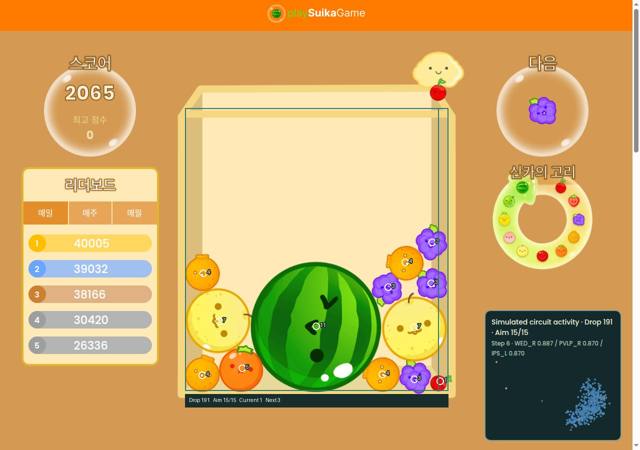 playSuikaGame
스코어
2065
최고 점수
0
리더보드
매일 매주 매월
1 40005
2 39032
3 38166
4 30420
5 26336
다음
신카의 고리
Simulated circuit activity · Drop 191
· Aim 15/15
Step 6 · WED_R 0.887 / PVLP_R 0.870 /
IPS_L 0.870
Drop 191 Aim 15/15 Current 1 Next 3